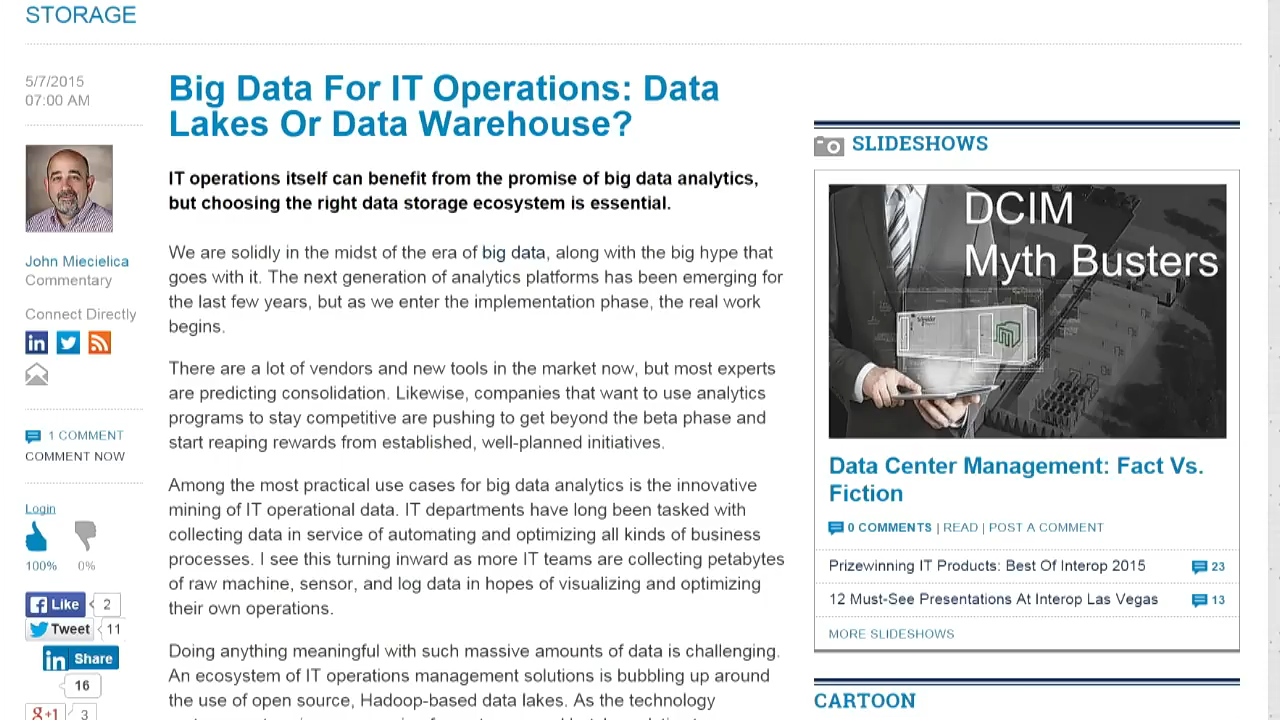 STORAGE
5/7/2015
07:00 AM
John Miecielica
Commentary
Connect Directly
1 COMMENT
COMMENT NOW
Login
100% 0%
Like 2
Tweet 11
in Share
16
g+1 3
Big Data For IT Operations: Data
Lakes Or Data Warehouse?
IT operations itself can benefit from the promise of big data analytics,
but choosing the right data storage ecosystem is essential.
We are solidly in the midst of the era of big data, along with the big hype that
goes with it. The next generation of analytics platforms has been emerging for
the last few years, but as we enter the implementation phase, the real work
begins.
There are a lot of vendors and new tools in the market now, but most experts
are predicting consolidation. Likewise, companies that want to use analytics
programs to stay competitive are pushing to get beyond the beta phase and
start reaping rewards from established, well-planned initiatives.
Among the most practical use cases for big data analytics is the innovative
mining of IT operational data. IT departments have long been tasked with
collecting data in service of automating and optimizing all kinds of business
processes. I see this turning inward as more IT teams are collecting petabytes
of raw machine, sensor, and log data in hopes of visualizing and optimizing
their own operations.
Doing anything meaningful with such massive amounts of data is challenging.
An ecosystem of IT operations management solutions is bubbling up around
the use of open source, Hadoop-based data lakes. As the technology
SLIDESHOWS
DCIM
Myth Busters
Data Center Management: Fact Vs.
Fiction
0 COMMENTS | READ | POST A COMMENT
Prizewinning IT Products: Best Of Interop 2015 23
12 Must-See Presentations At Interop Las Vegas 13
MORE SLIDESHOWS
CARTOON